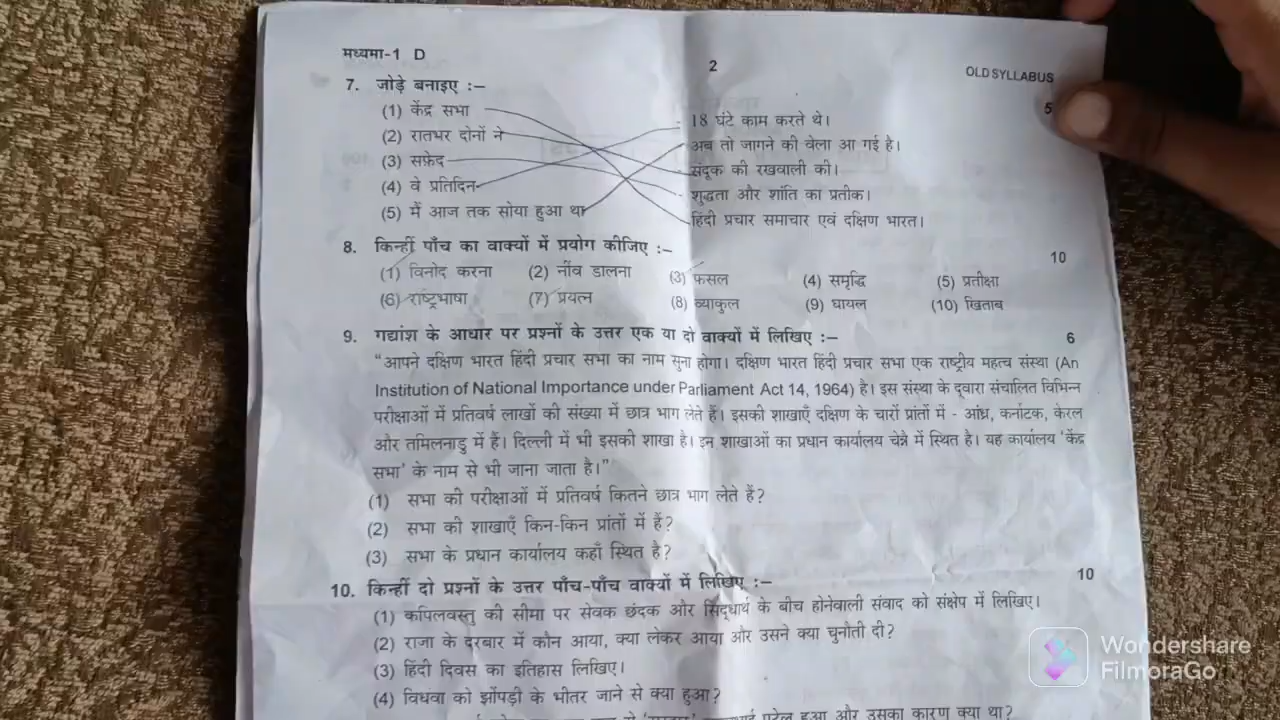 मध्यमा-1 D
2
OLD SYLLABUS
7. जोड़े बनाइए :–
5
(1) केंद्र सभा
18 घंटे काम करते थे।
(2) रातभर दोनों ने
अब तो जागने की वेला आ गई है।
(3) सफ़ेद
संदूक की रखवाली की।
(4) वे प्रतिदिन
शुद्धता और शांति का प्रतीक।
(5) मैं आज तक सोया हुआ था
हिंदी प्रचार समाचार एवं दक्षिण भारत।
8. किन्हीं पाँच का वाक्यों में प्रयोग कीजिए :–
10
(1) विनोद करना (2) नींव डालना (3) फसल (4) समृद्धि (5) प्रतीक्षा
(6) राष्ट्रभाषा (7) प्रयत्न (8) व्याकुल (9) घायल (10) खिताब
9. गद्यांश के आधार पर प्रश्नों के उत्तर एक या दो वाक्यों में लिखिए :–
6
"आपने दक्षिण भारत हिंदी प्रचार सभा का नाम सुना होगा। दक्षिण भारत हिंदी प्रचार सभा एक राष्ट्रीय महत्व संस्था (An
Institution of National Importance under Parliament Act 14, 1964) है। इस संस्था के द्वारा संचालित विभिन्न
परीक्षाओं में प्रतिवर्ष लाखों की संख्या में छात्र भाग लेते हैं। इसकी शाखाएँ दक्षिण के चारों प्रांतों में - आंध्र, कर्नाटक, केरल
और तमिलनाडु में हैं। दिल्ली में भी इसकी शाखा है। इन शाखाओं का प्रधान कार्यालय चेन्नै में स्थित है। यह कार्यालय 'केंद्र
सभा' के नाम से भी जाना जाता है।"
(1) सभा की परीक्षाओं में प्रतिवर्ष कितने छात्र भाग लेते हैं?
(2) सभा की शाखाएँ किन-किन प्रांतों में हैं?
(3) सभा के प्रधान कार्यालय कहाँ स्थित है?
10. किन्हीं दो प्रश्नों के उत्तर पाँच-पाँच वाक्यों में लिखिए :–
10
(1) कपिलवस्तु की सीमा पर सेवक छंदक और सिद्धार्थ के बीच होनेवाली संवाद को संक्षेप में लिखिए।
(2) राजा के दरबार में कौन आया, क्या लेकर आया और उसने क्या चुनौती दी?
(3) हिंदी दिवस का इतिहास लिखिए।
(4) विधवा को झोंपड़ी के भीतर जाने से क्या हुआ?
पटेल हुआ और उसका कारण क्या था?
Wondershare
FilmoraGo